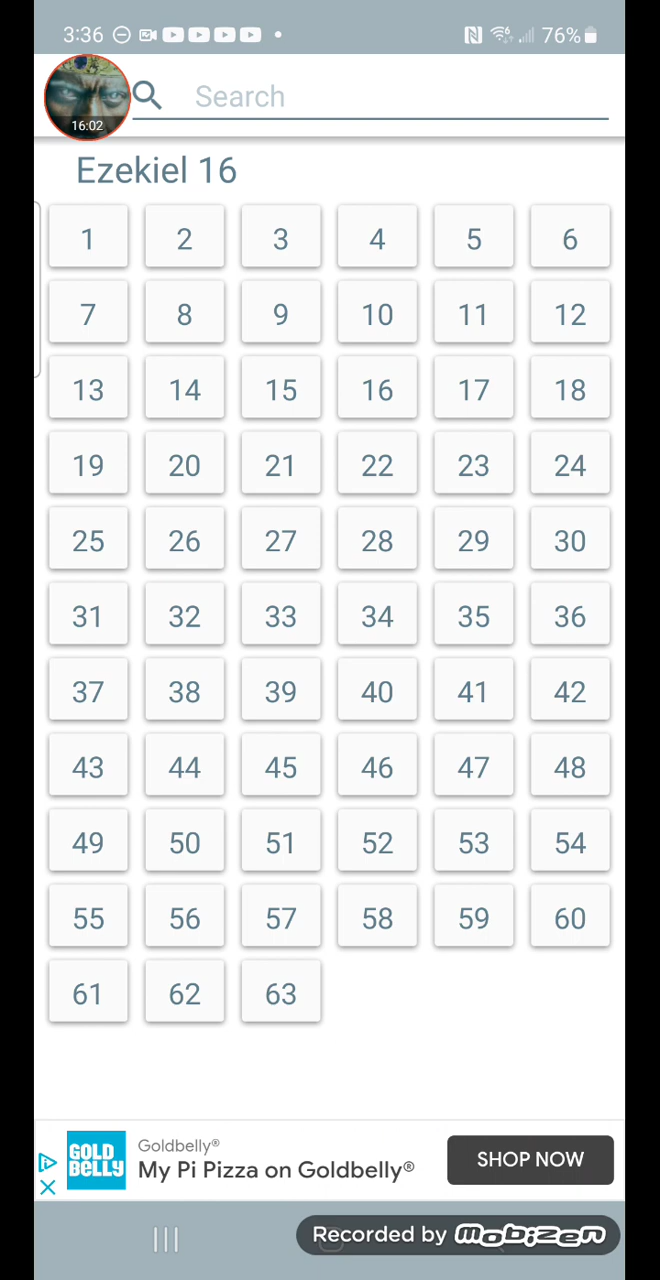 3:36 76%
16:02
Search
Ezekiel 16
1 2 3 4 5 6
7 8 9 10 11 12
13 14 15 16 17 18
19 20 21 22 23 24
25 26 27 28 29 30
31 32 33 34 35 36
37 38 39 40 41 42
43 44 45 46 47 48
49 50 51 52 53 54
55 56 57 58 59 60
61 62 63
GOLD
BELLY
Goldbelly®
My Pi Pizza on Goldbelly®
SHOP NOW
Recorded by mobizen